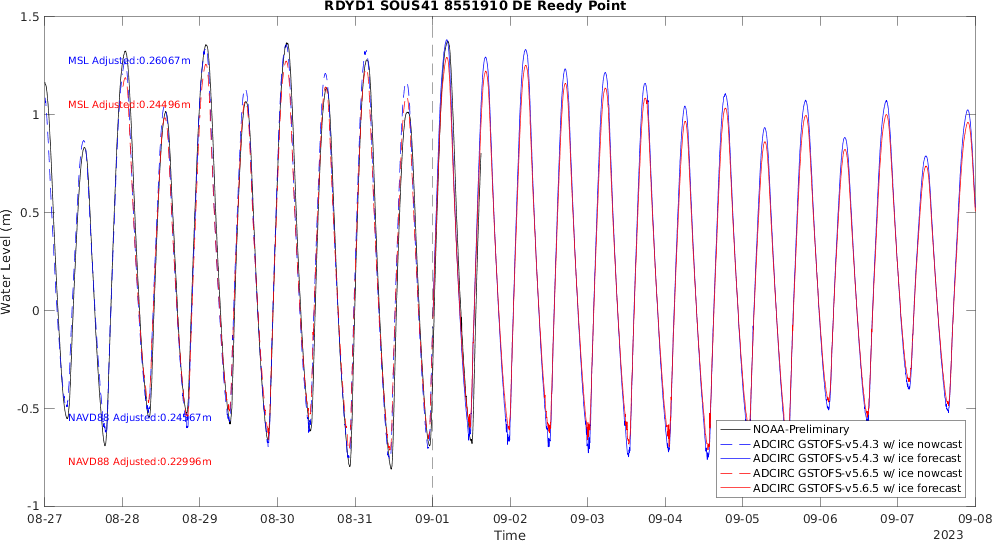 RDYD1 SOUS41 8551910 DE Reedy Point
1.5
MSL Adjusted:0.26067m
MSL Adjusted:0.24496m
1
0.5
Water Level (m)
0
-0.5
NAVD88 Adjusted:0.24567m
NAVD88 Adjusted:0.22996m
NOAA-Preliminary
ADCIRC GSTOFS-v5.4.3 w/ ice nowcast
ADCIRC GSTOFS-v5.4.3 w/ ice forecast
ADCIRC GSTOFS-v5.6.5 w/ ice nowcast
ADCIRC GSTOFS-v5.6.5 w/ ice forecast
-1
08-27 08-28 08-29 08-30 08-31 09-01 09-02 09-03 09-04 09-05 09-06 09-07 09-08
Time
2023